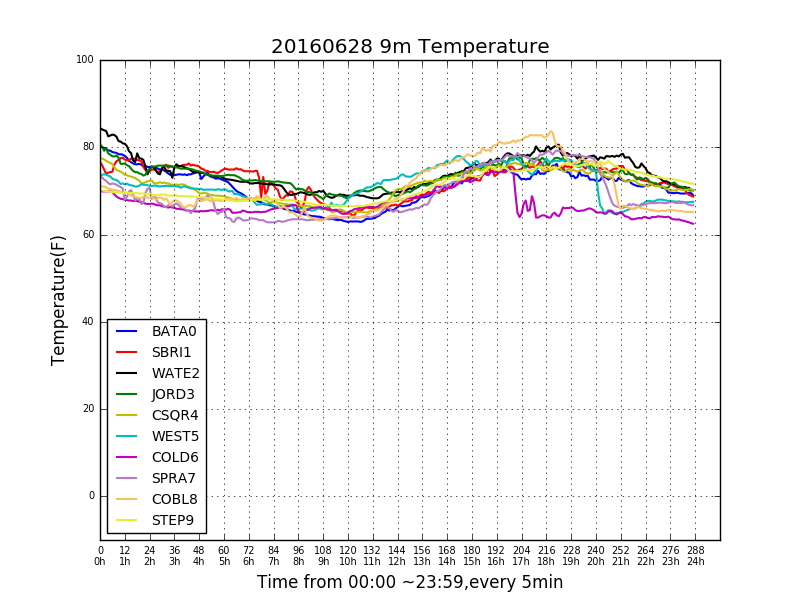 20160628 9m Temperature
100
80
60
40
20
0
Temperature(F)
BATA0
SBRI1
WATE2
JORD3
CSQR4
WEST5
COLD6
SPRA7
COBL8
STEP9
0 12 24 36 48 60 72 84 96 108 120 132 144 156 168 180 192 204 216 228 240 252 264 276 288
0h 1h 2h 3h 4h 5h 6h 7h 8h 9h 10h 11h 12h 13h 14h 15h 16h 17h 18h 19h 20h 21h 22h 23h 24h
Time from 00:00 ~23:59,every 5min